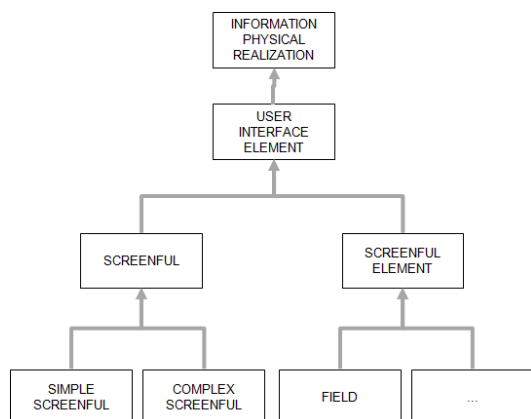 INFORMATION
PHYSICAL
REALIZATION
USER
INTERFACE
ELEMENT
SCREENFUL
SCREENFUL
ELEMENT
SIMPLE
SCREENFUL
COMPLEX
SCREENFUL
FIELD
...